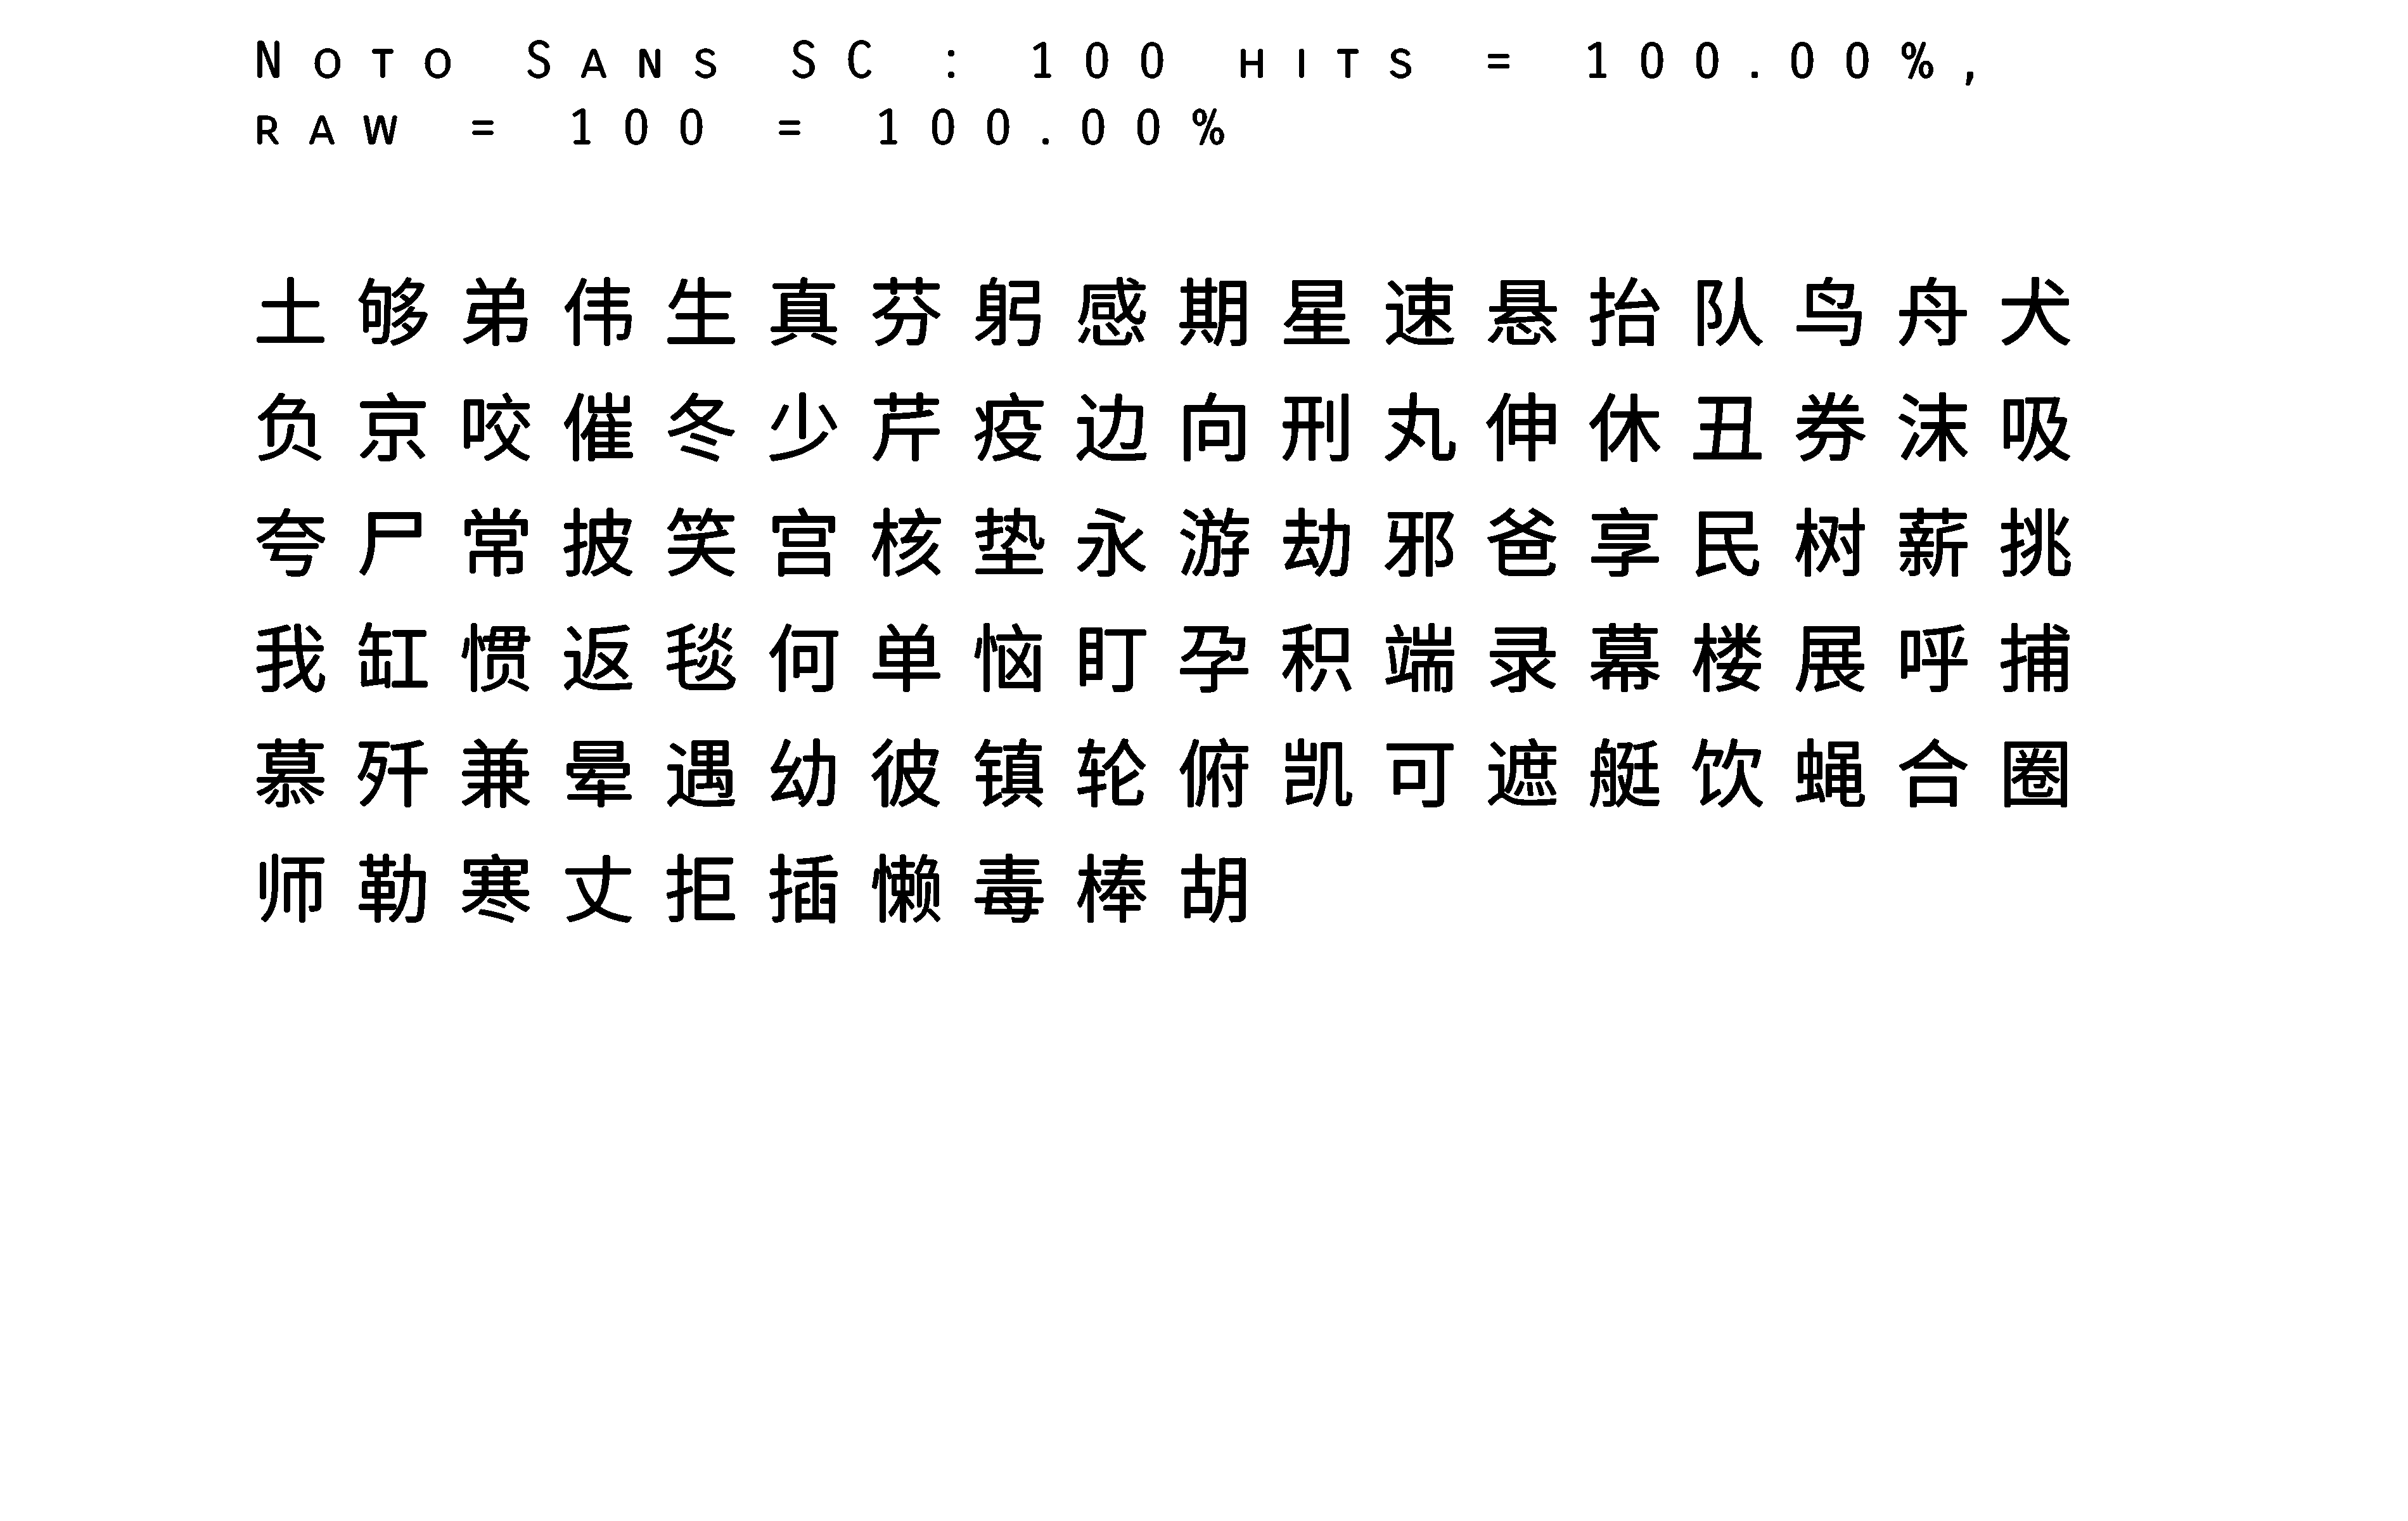 Noto Sans SC : 100 hits = 100.00%,
raw = 100 = 100.00%
土够弟伟生真芬躬感期星速悬抬队鸟舟犬
负京咬催冬少芹疫边向刑丸伸休丑券沫吸
夸尸常披笑宫核垫永游劫邪爸享民树薪挑
我缸惯返毯何单恼盯孕积端录幕楼展呼捕
慕歼兼晕遇幼彼镇轮俯凯可遮艇饮蝇合圈
师勒寒丈拒插懒毒棒胡